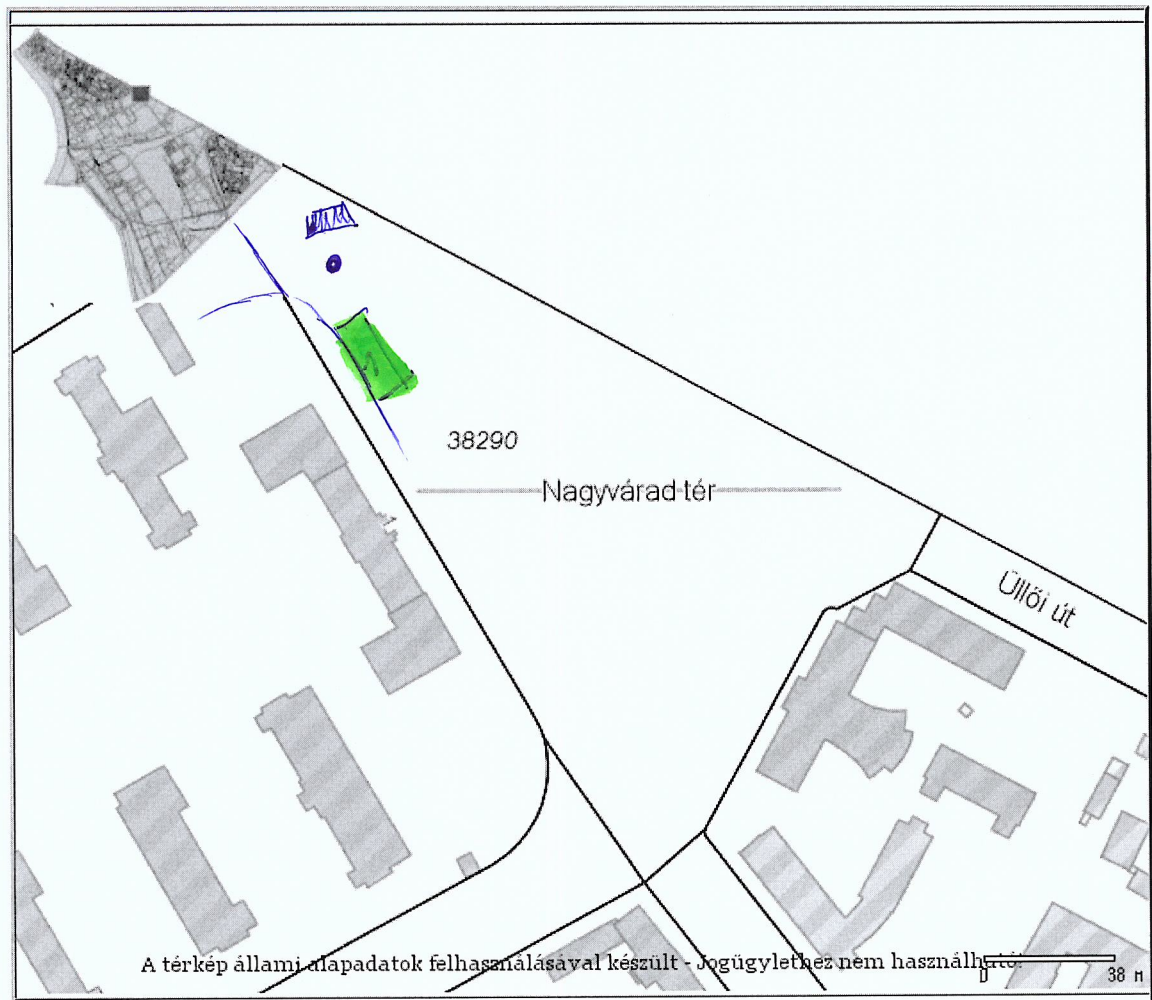 38290
Nagyvárad tér
Üllői út
A térkép állami alapadatok felhasználásával készült - Jogügylethez nem használható!
0 38 M